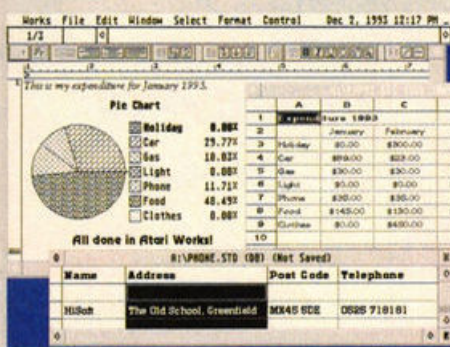 Works File Edit Window Select Format Control Dec 2, 1993 12:17 PM
1/3
This is my expenditure for January 1993.
Pie Chart
Holiday 0.00%
Car 29.77%
Gas 10.03%
Light 0.00%
Phone 11.71%
Food 48.49%
Clothes 0.00%
All done in Atari Works!
A B C
1 Expenditure 1993
2 January February
3 Holiday $0.00 $300.00
4 Car $89.00 $23.00
5 Gas $30.00 $30.00
6 Light $0.00 $0.00
7 Phone $35.00 $35.00
8 Food $145.00 $130.00
9 Clothes $0.00 $450.00
10
A:\PHONE.STD (DB) (Not Saved)
Name Address Post Code Telephone
HiSoft The Old School, Greenfield MK45 5DE 0525 718181